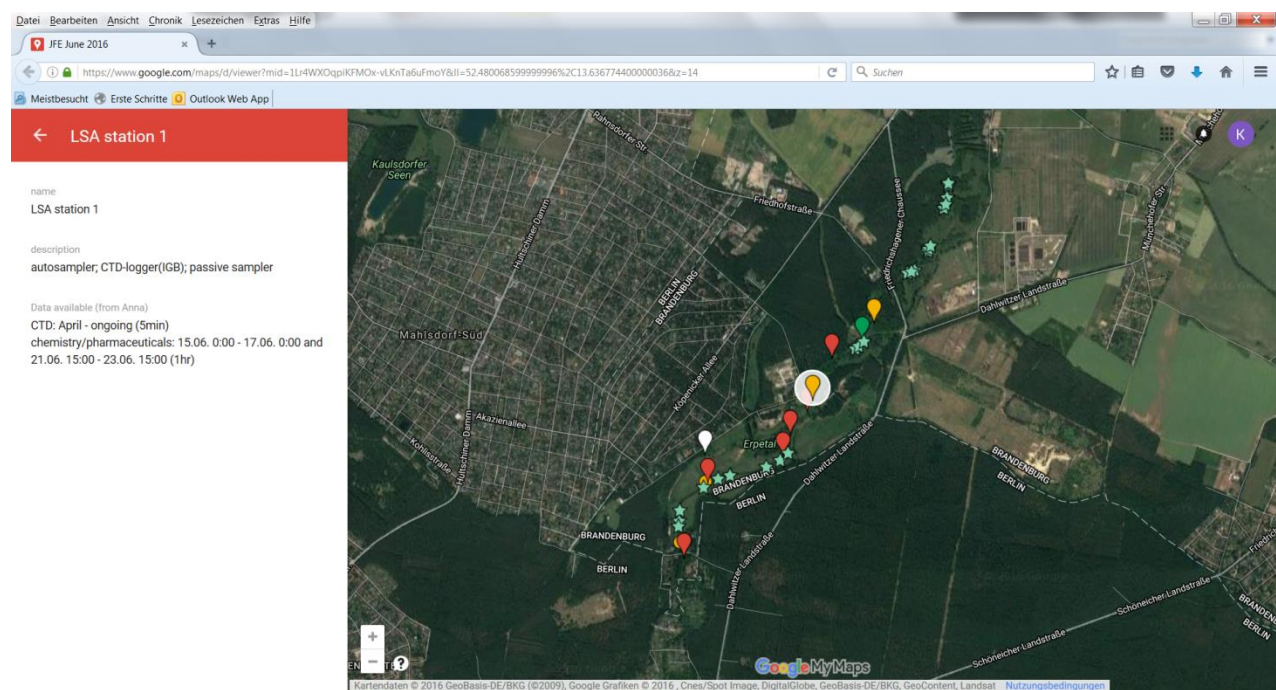 Datei Bearbeiten Ansicht Chronik Lesezeichen Extras Hilfe
JFE June 2016
https://www.google.com/maps/d/viewer?mid=1Lr4WXOqpiKFMOx-vLKnTa6uFmoY&ll=52.480068599999996%2C13.636774400000036&z=14
Suchen
Meistbesucht Erste Schritte Outlook Web App
LSA station 1
name
LSA station 1
description
autosampler; CTD-logger(IGB); passive sampler
Data available (from Anna)
CTD: April - ongoing (5min)
chemistry/pharmaceuticals: 15.06. 0:00 - 17.06. 0:00 and
21.06. 15:00 - 23.06. 15:00 (1hr)
Rahnsdorfer Str.
K
Kaulsdorfer
Seen
Friedhofstraße
Hultschiner Damm
Friedrichshagener Chaussee
Münchehofer Str.
BERLIN
BRANDENBURG
Dahlwitzer Landstraße
Mahlsdorf-Süd
Köpenicker Allee
Akazienallee
Kohlisstraße
Hultschiner Damm
Erpetal
Dahlwitzer Landstraße
BRANDENBURG
BERLIN
BRANDENBURG
BERLIN
BRANDENBURG
BERLIN
Dahlwitzer Landstraße
Schöneicher Landstraße
BRANDENBURG
BERLIN
Schöneicher Landstraße
+
−
?
Google My Maps
Kartendaten © 2016 GeoBasis-DE/BKG (©2009), Google Grafiken © 2016 , Cnes/Spot Image, DigitalGlobe, GeoBasis-DE/BKG, GeoContent, Landsat Nutzungsbedingungen